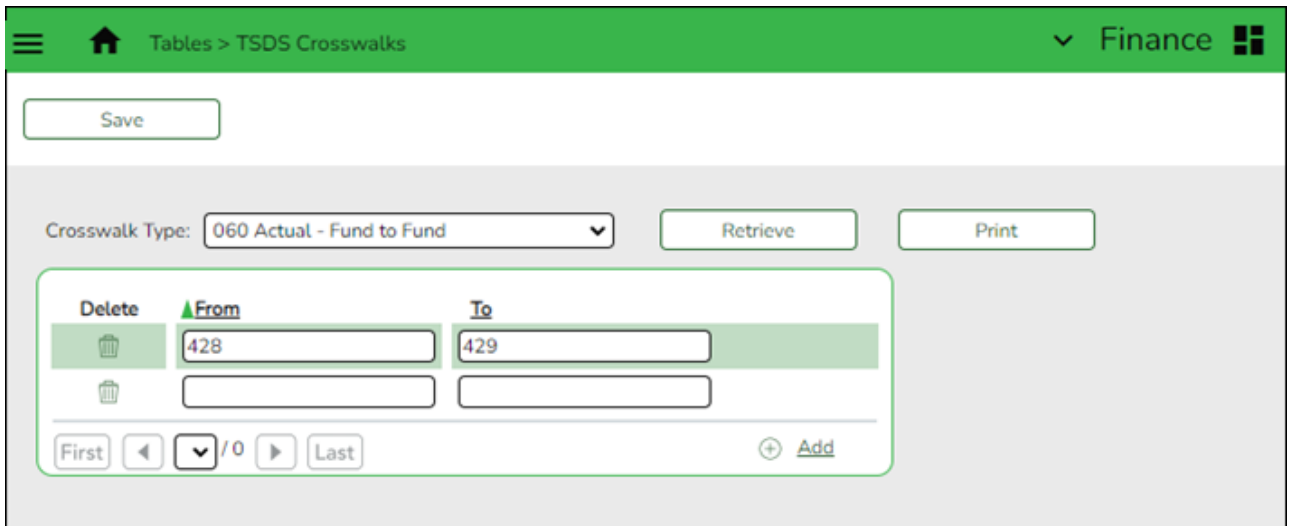 Tables > TSDS Crosswalks Finance
Save
Crosswalk Type: 060 Actual - Fund to Fund Retrieve Print
Delete From To
428 429
First / 0 Last Add